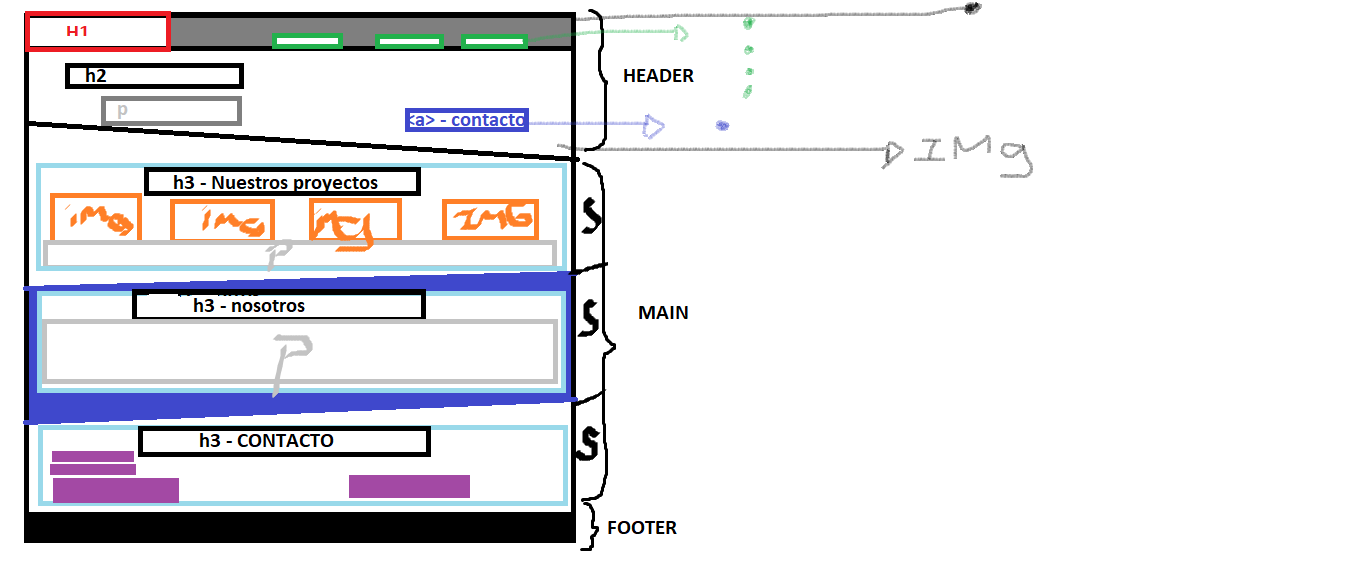 H1
h2
HEADER
p
<a> - contacto
IMg
h3 - Nuestros proyectos
img
img
img
IMG
S
P
h3 - nosotros
S
MAIN
P
h3 - CONTACTO
S
FOOTER